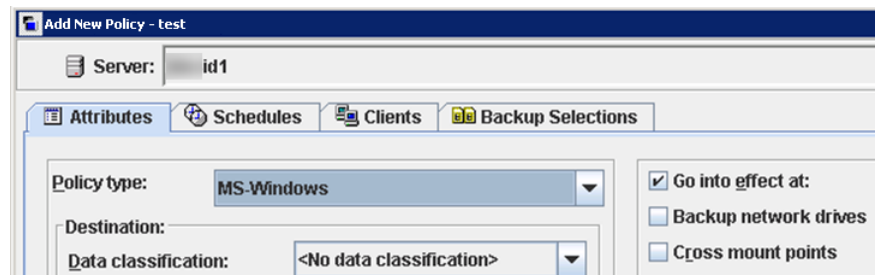 Add New Policy - test
Server: id1
Attributes Schedules Clients Backup Selections
Policy type: MS-Windows Go into effect at:
Destination: Backup network drives
Data classification: <No data classification> Cross mount points